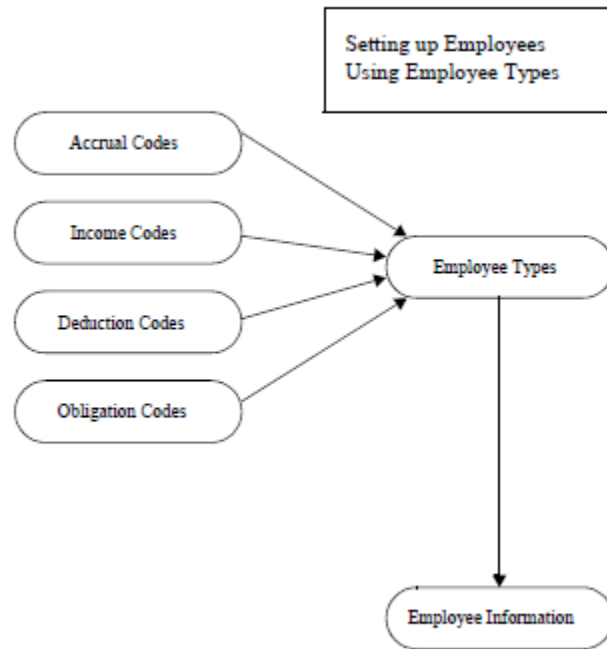 Setting up Employees
Using Employee Types
Accrual Codes
Income Codes
Employee Types
Deduction Codes
Obligation Codes
Employee Information